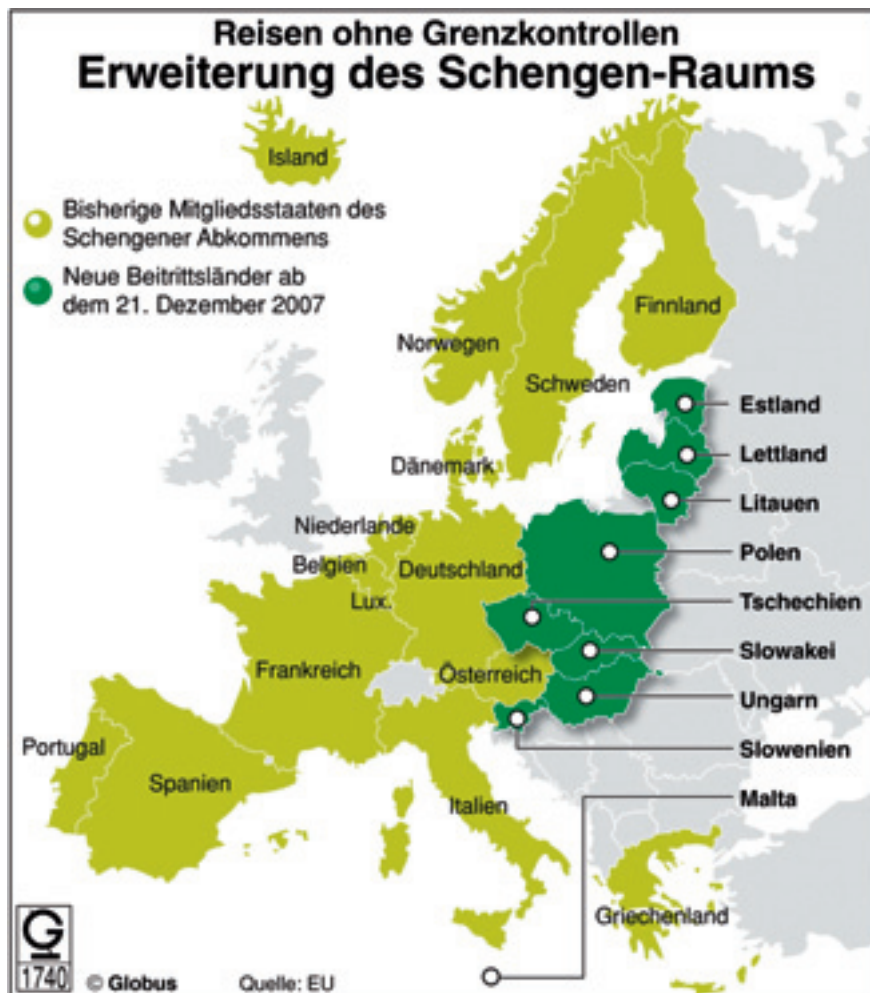 Reisen ohne Grenzkontrollen
Erweiterung des Schengen-Raums
Island
Bisherige Mitgliedsstaaten des
Schengener Abkommens
Neue Beitrittsländer ab
dem 21. Dezember 2007
Finnland
Norwegen
Schweden
Estland
Lettland
Dänemark
Litauen
Niederlande
Polen
Belgien
Deutschland
Lux.
Tschechien
Slowakei
Frankreich
Österreich
Ungarn
Portugal
Slowenien
Spanien
Italien
Malta
Griechenland
G
1740
© Globus
Quelle: EU